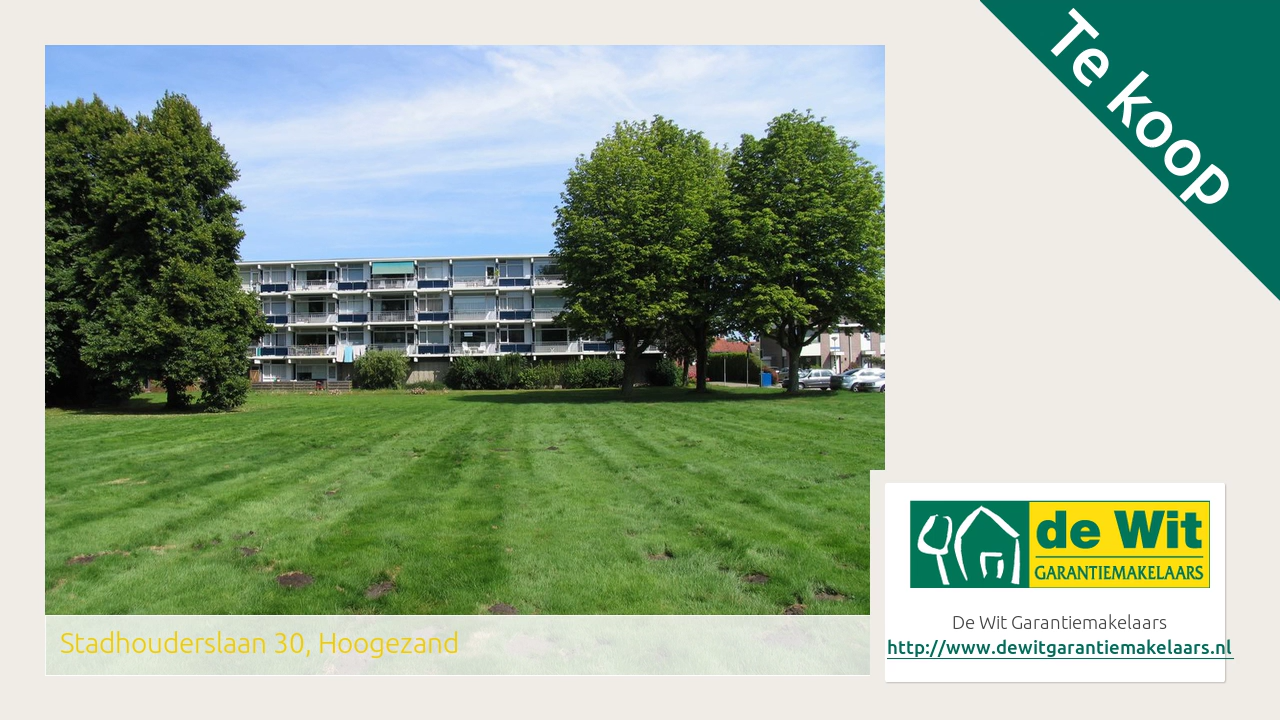 Te koop
de Wit
GARANTIEMAKELAARS
De Wit Garantiemakelaars
http://www.dewitgarantiemakelaars.nl
Stadhouderslaan 30, Hoogezand